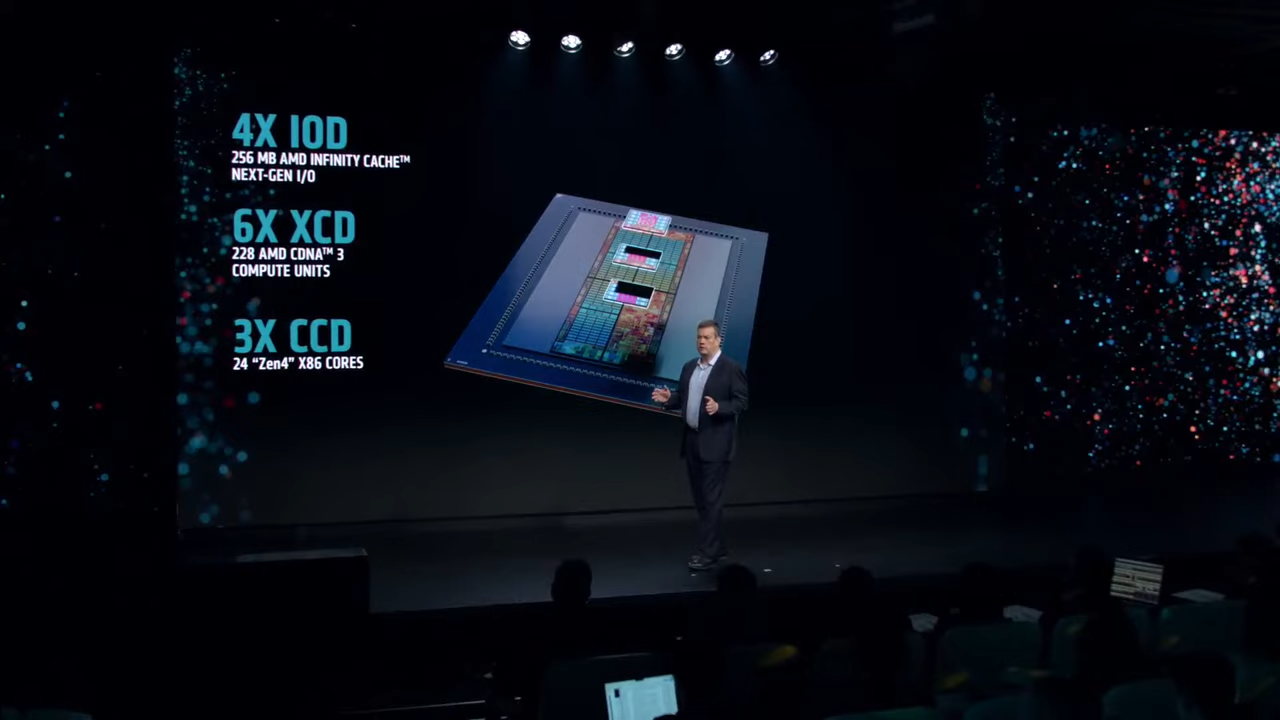 4X IOD
256 MB AMD INFINITY CACHE™
NEXT-GEN I/O
6X XCD
228 AMD CDNA™ 3
COMPUTE UNITS
3X CCD
24 “Zen4” X86 CORES